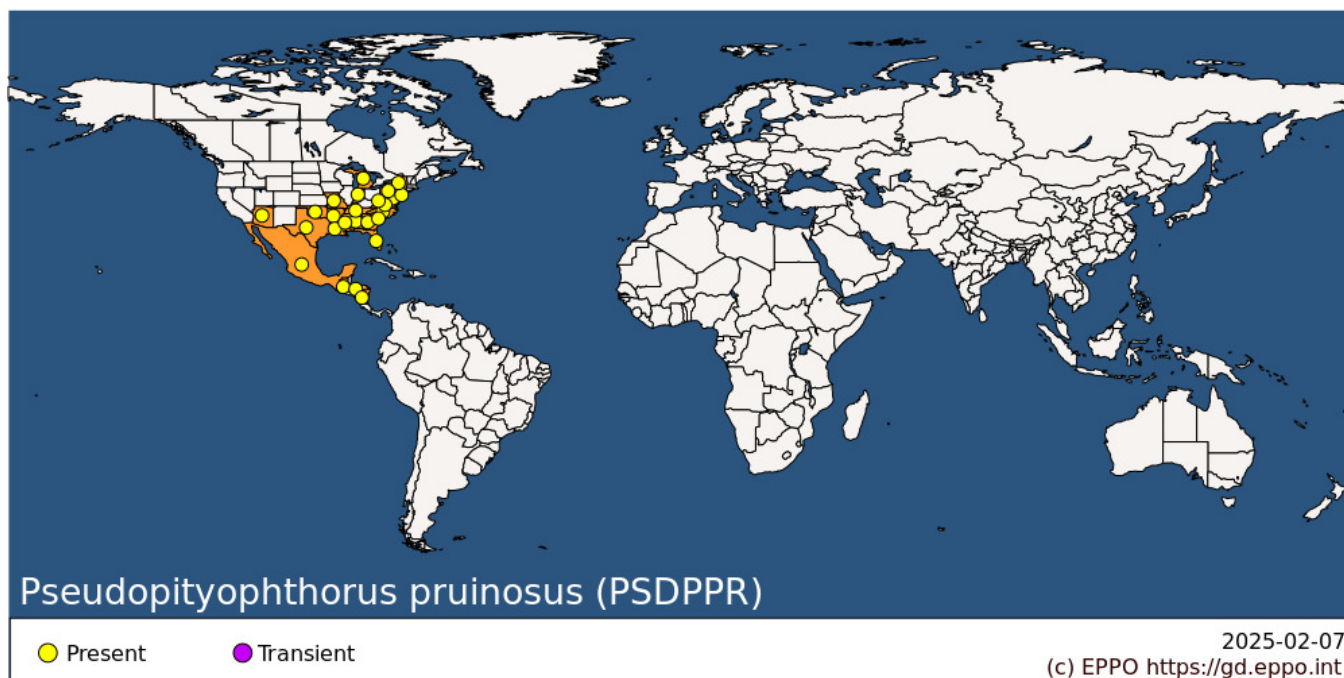 Pseudopityophthorus pruinosus (PSDPPR)
Present
Transient
2025-02-07
(c) EPPO https://gd.eppo.int